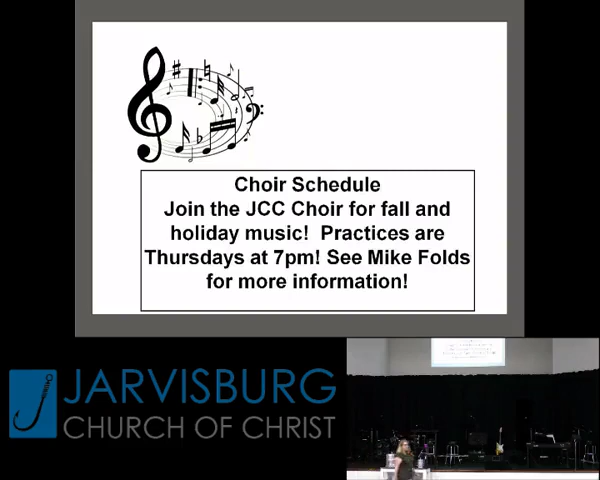 Choir Schedule
Join the JCC Choir for fall and
holiday music!  Practices are
Thursdays at 7pm! See Mike Folds
for more information!
JARVISBURG
CHURCH OF CHRIST